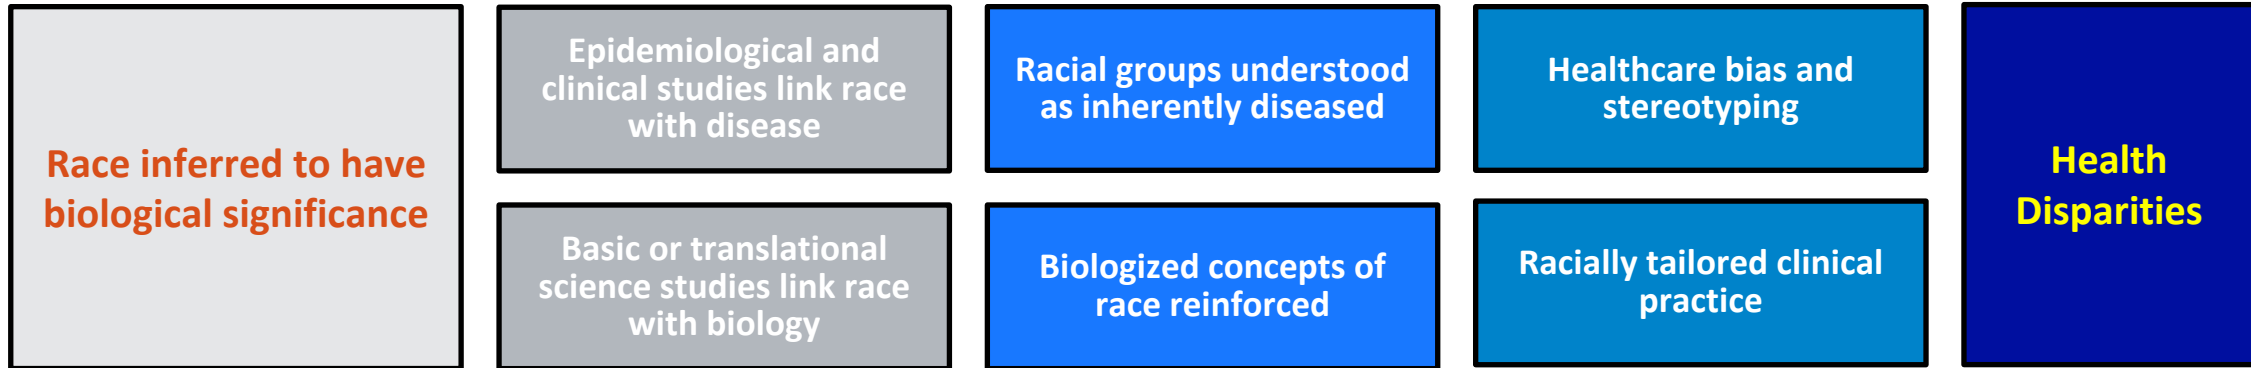 Race inferred to have
biological significance
Epidemiological and
clinical studies link race
with disease
Basic or translational
science studies link race
with biology
Racial groups understood
as inherently diseased
Biologized concepts of
race reinforced
Healthcare bias and
stereotyping
Racially tailored clinical
practice
Health
Disparities